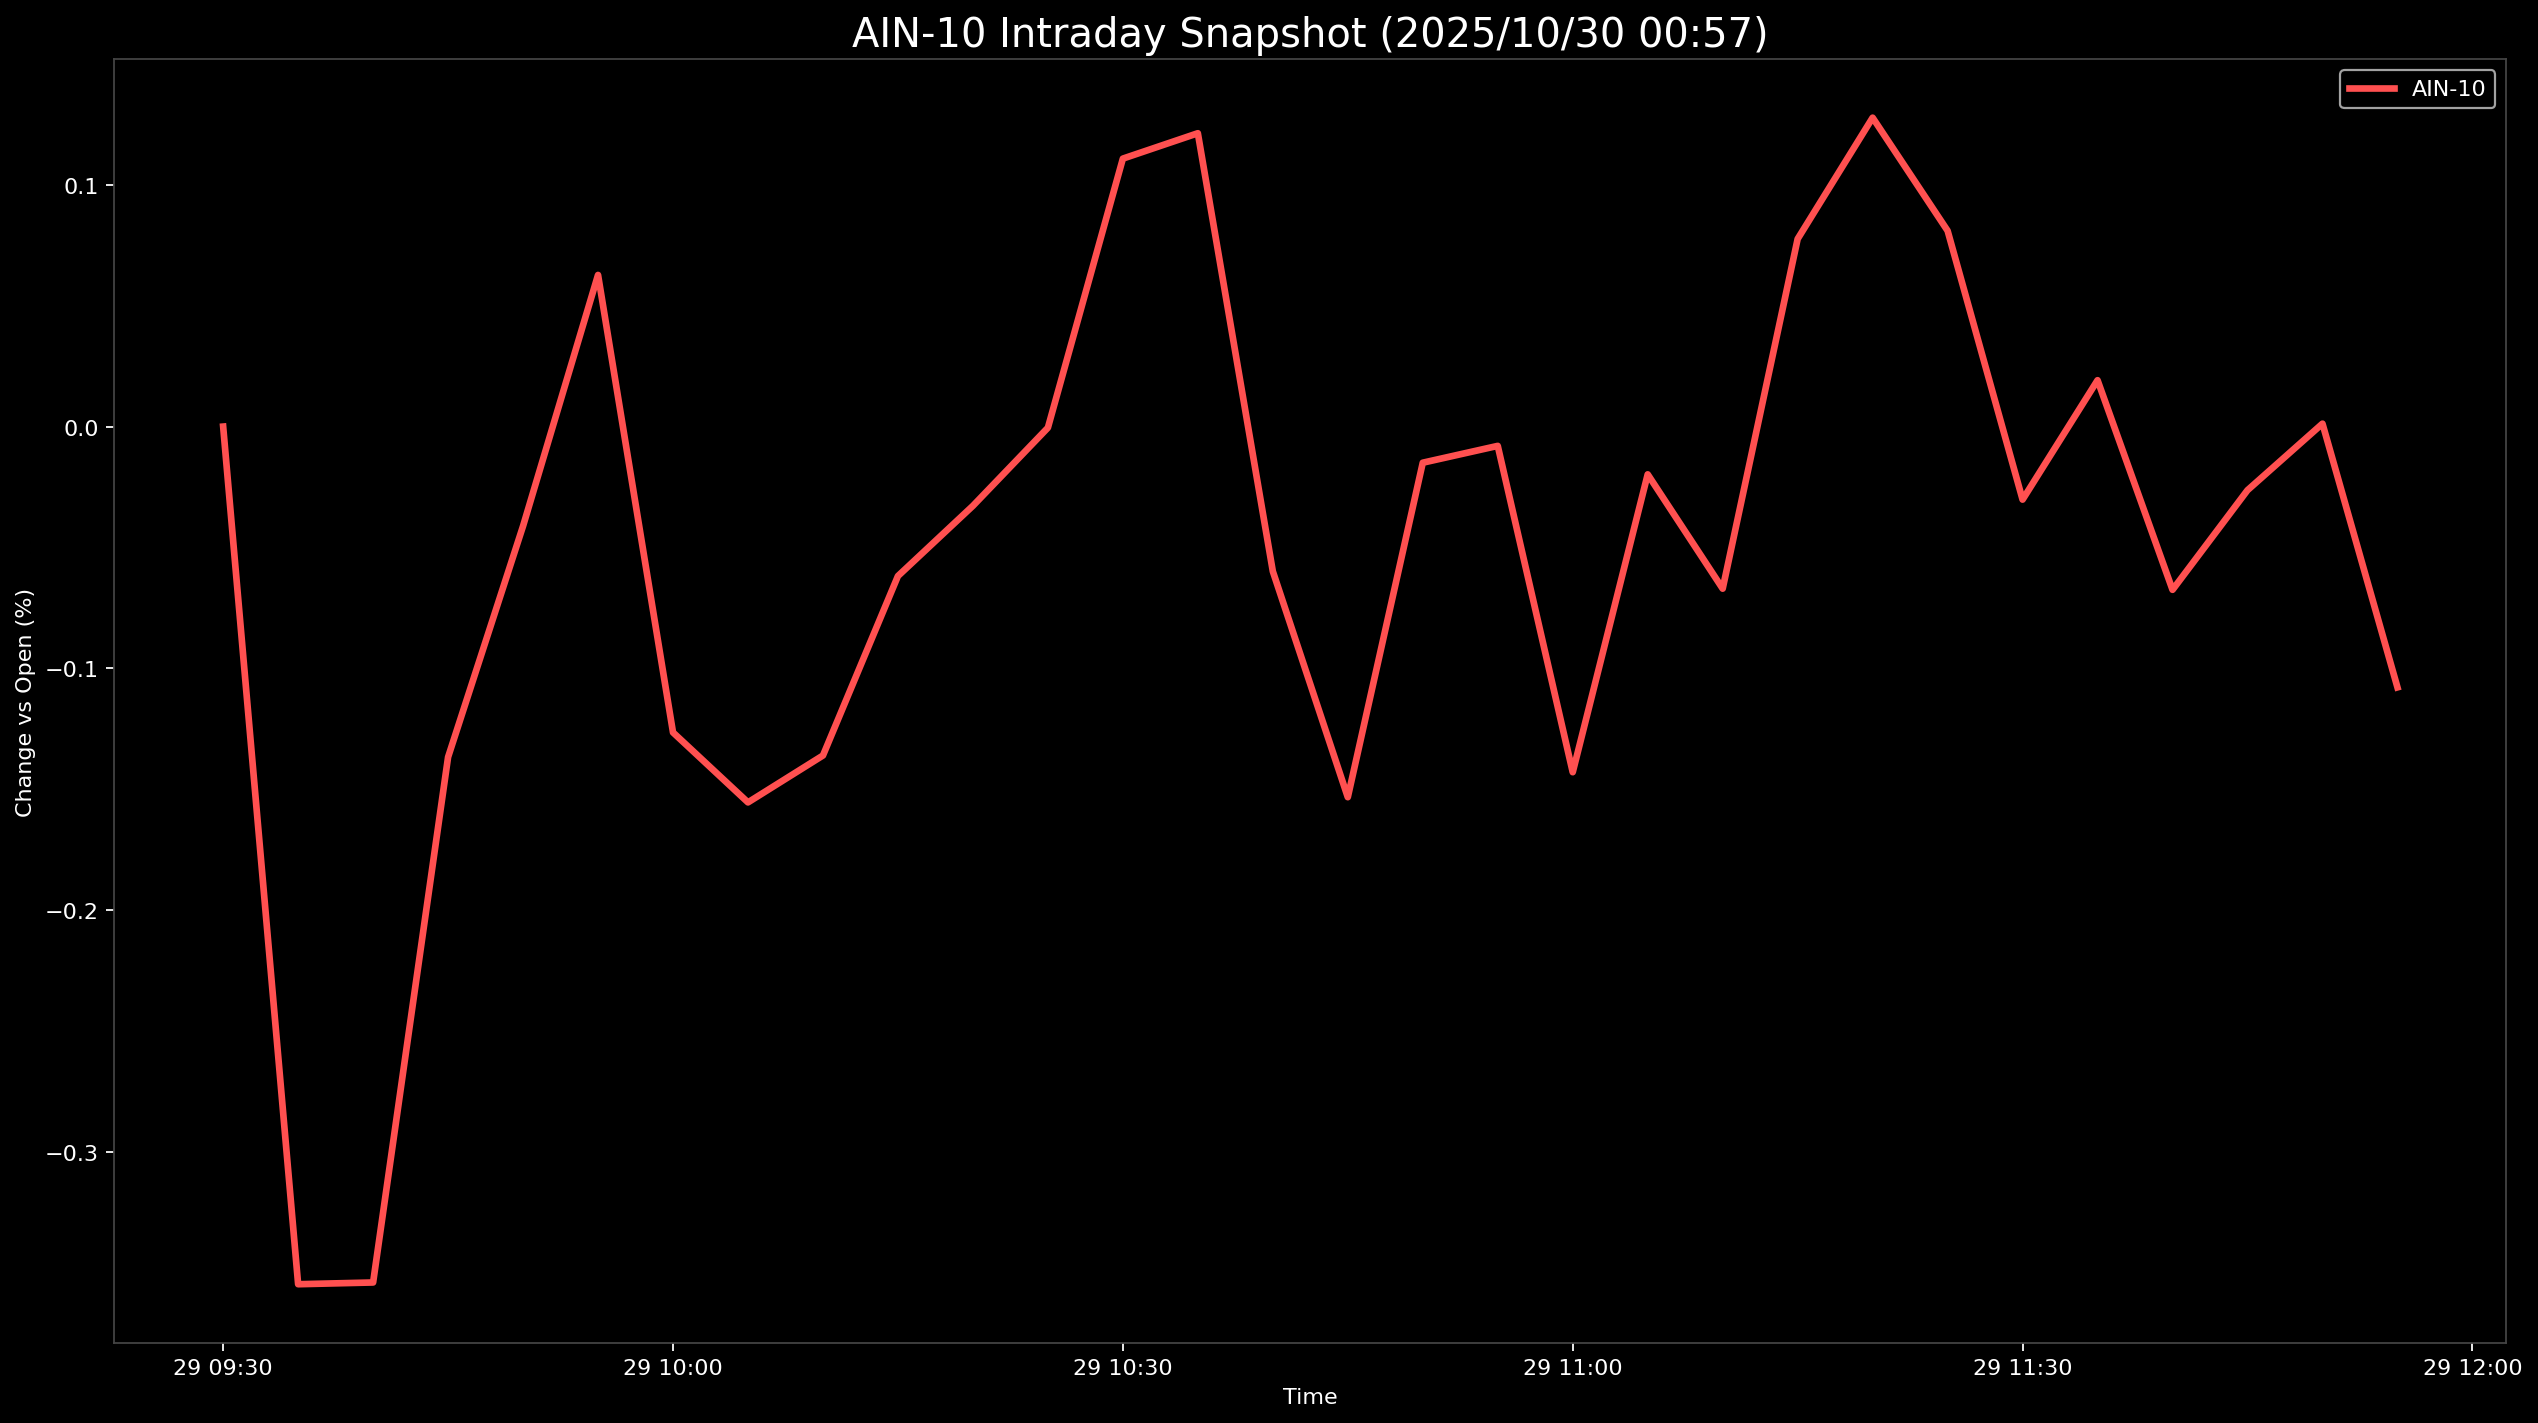 AIN-10 Intraday Snapshot (2025/10/30 00:57)
AIN-10
0.1
0.0
−0.1
−0.2
−0.3
Change vs Open (%)
29 09:30
29 10:00
29 10:30
29 11:00
29 11:30
29 12:00
Time